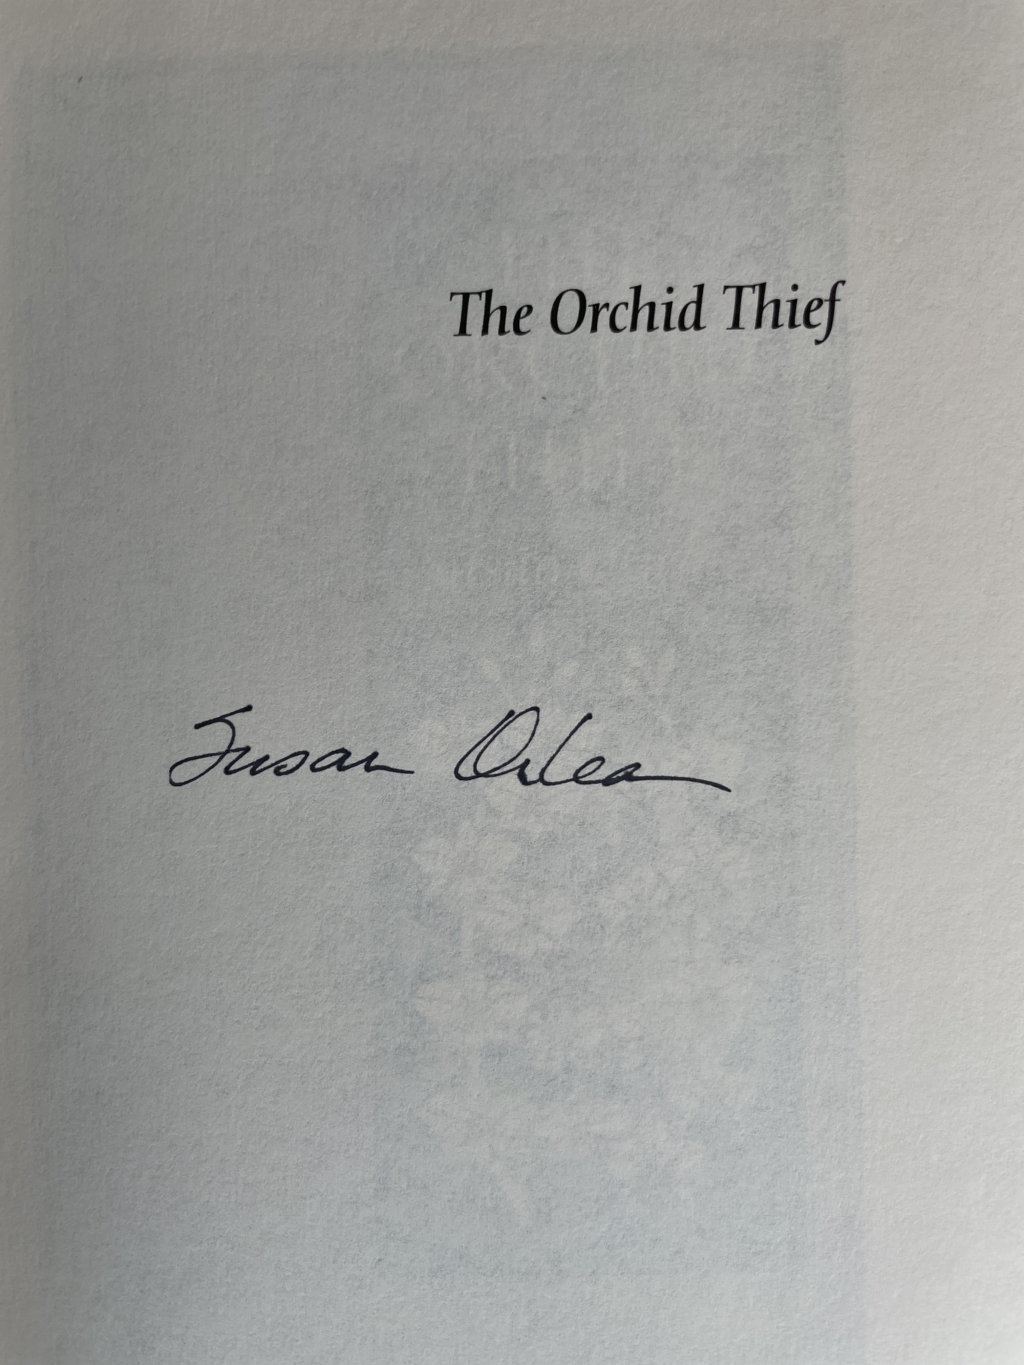 The Orchid Thief
Susan Orlean